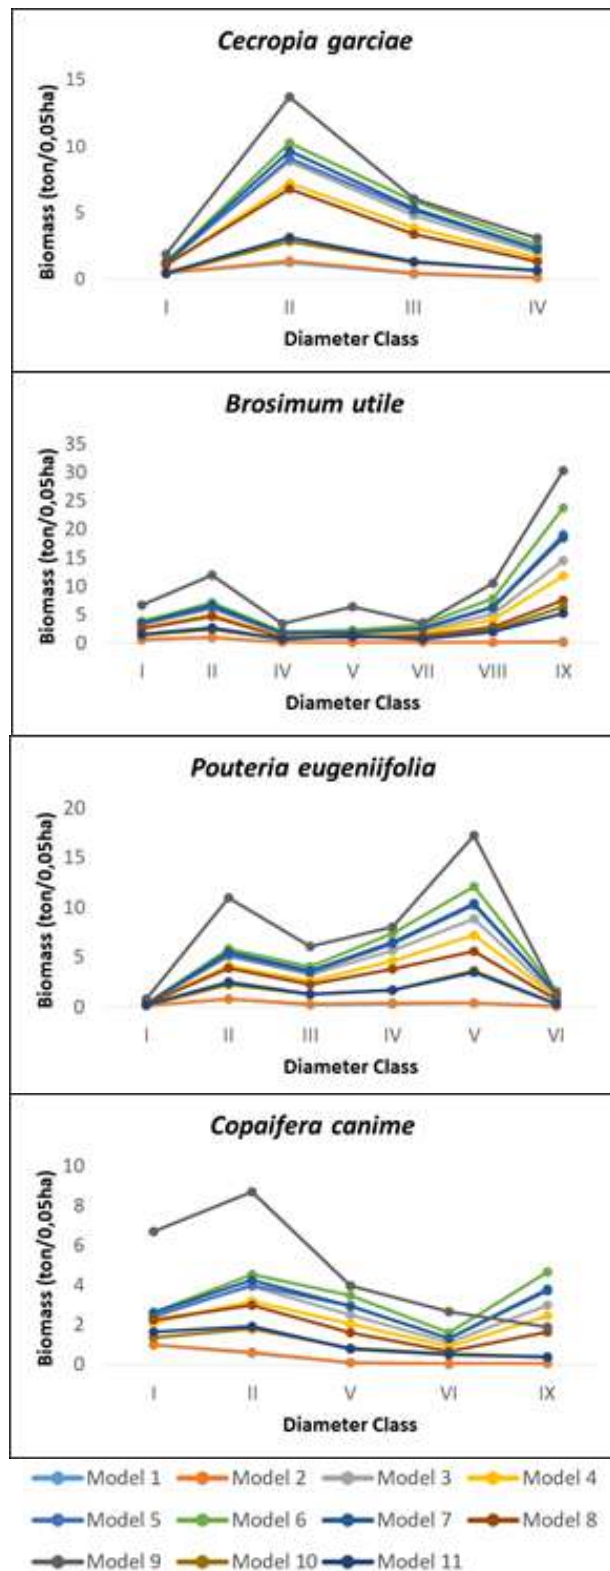 Cecropia garciae
15
10
5
0
Biomass (ton/0,05ha)
I II III IV
Diameter Class
Brosimum utile
35
30
25
20
15
10
5
0
Biomass (ton/0,05ha)
I II IV V VII VIII IX
Diameter Class
Pouteria eugeniifolia
20
15
10
5
0
Biomass (ton/0,05ha)
I II III IV V VI
Diameter Class
Copaifera canime
10
8
6
4
2
0
Biomass (ton/0,05ha)
I II V VI IX
Diameter Class
Model 1 Model 2 Model 3 Model 4
Model 5 Model 6 Model 7 Model 8
Model 9 Model 10 Model 11